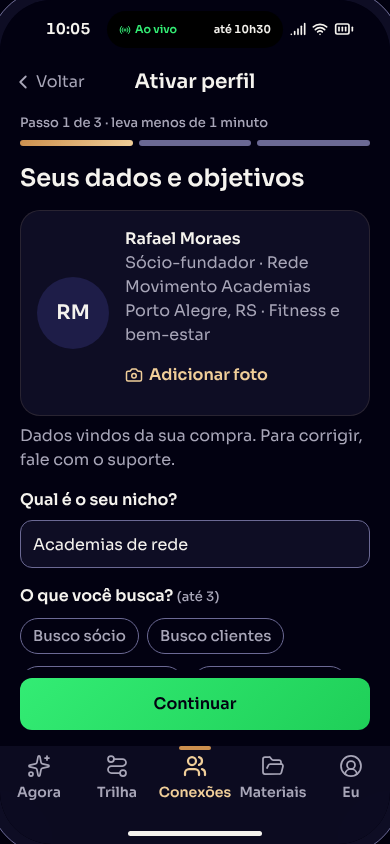 10:05
Ao vivo
até 10h30
Voltar
Ativar perfil
Passo 1 de 3 · leva menos de 1 minuto
Seus dados e objetivos
RM
Rafael Moraes
Sócio-fundador · Rede
Movimento Academias
Porto Alegre, RS · Fitness e
bem-estar
Adicionar foto
Dados vindos da sua compra. Para corrigir,
fale com o suporte.
Qual é o seu nicho?
Academias de rede
O que você busca? (até 3)
Busco sócio
Busco clientes
Continuar
Agora
Trilha
Conexões
Materiais
Eu